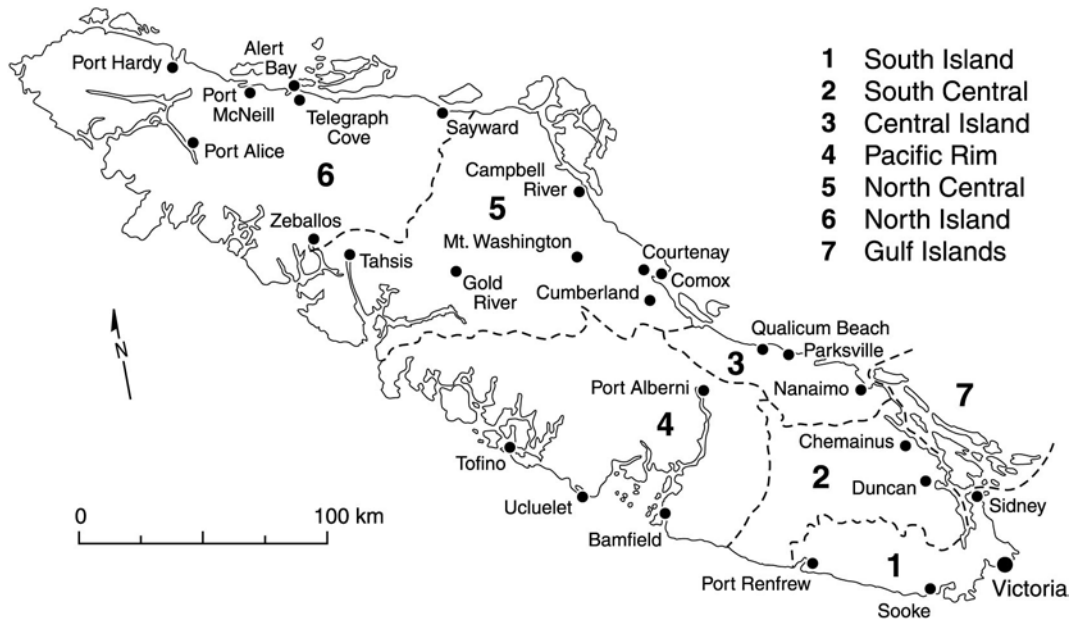 Port Hardy
Alert
Bay
Port
McNeill
Telegraph
Cove
Sayward
Port Alice
6
Campbell
River
5
Zeballos
Tahsis
Mt. Washington
Gold
River
Courtenay
Comox
Cumberland
1 South Island
2 South Central
3 Central Island
4 Pacific Rim
5 North Central
6 North Island
7 Gulf Islands
N
Qualicum Beach
Parksville
3
Nanaimo
7
Port Alberni
4
Tofino
Ucluelet
Bamfield
Chemainus
2
Duncan
Sidney
0 100 km
Port Renfrew
1
Sooke
Victoria